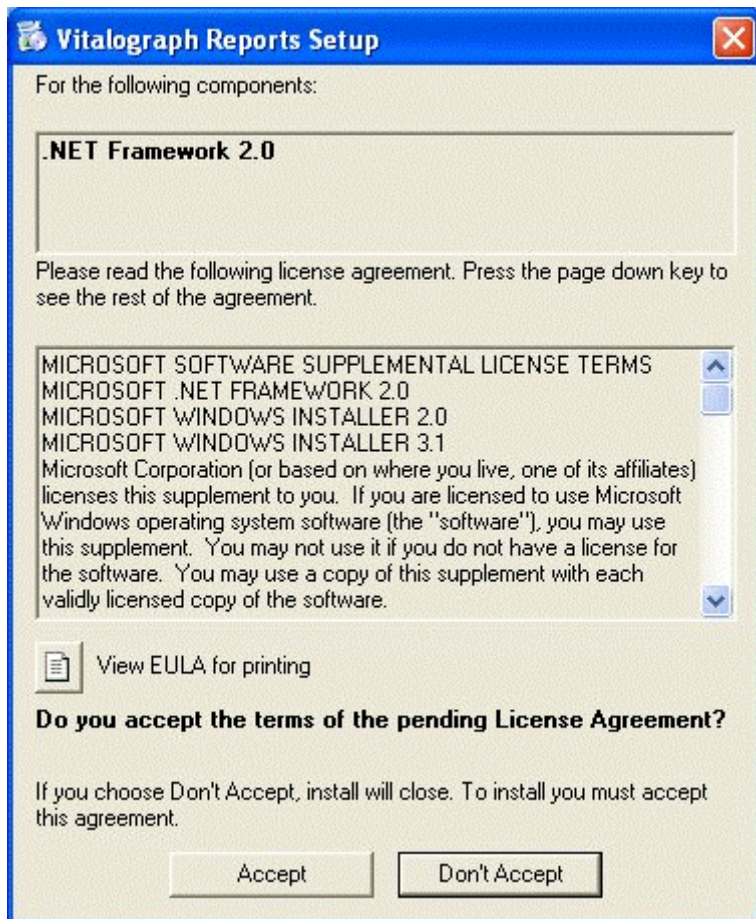 Vitalograph Reports Setup
For the following components:
.NET Framework 2.0
Please read the following license agreement. Press the page down key to
see the rest of the agreement.
MICROSOFT SOFTWARE SUPPLEMENTAL LICENSE TERMS
MICROSOFT .NET FRAMEWORK 2.0
MICROSOFT WINDOWS INSTALLER 2.0
MICROSOFT WINDOWS INSTALLER 3.1
Microsoft Corporation (or based on where you live, one of its affiliates)
licenses this supplement to you.  If you are licensed to use Microsoft
Windows operating system software (the "software"), you may use
this supplement.  You may not use it if you do not have a license for
the software.  You may use a copy of this supplement with each
validly licensed copy of the software.
View EULA for printing
Do you accept the terms of the pending License Agreement?
If you choose Don't Accept, install will close. To install you must accept
this agreement.
Accept
Don't Accept